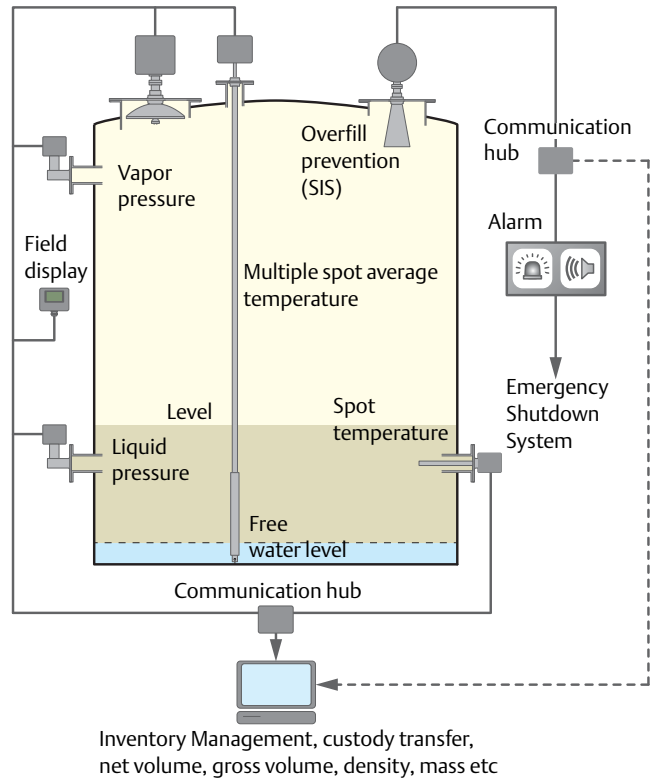 Communication
hub
Overfill
prevention
(SIS)
Vapor
pressure
Alarm
Field
display
Multiple spot average
temperature
Level
Spot
temperature
Emergency
Shutdown
System
Liquid
pressure
Free
water level
Communication hub
Inventory Management, custody transfer,
net volume, gross volume, density, mass etc